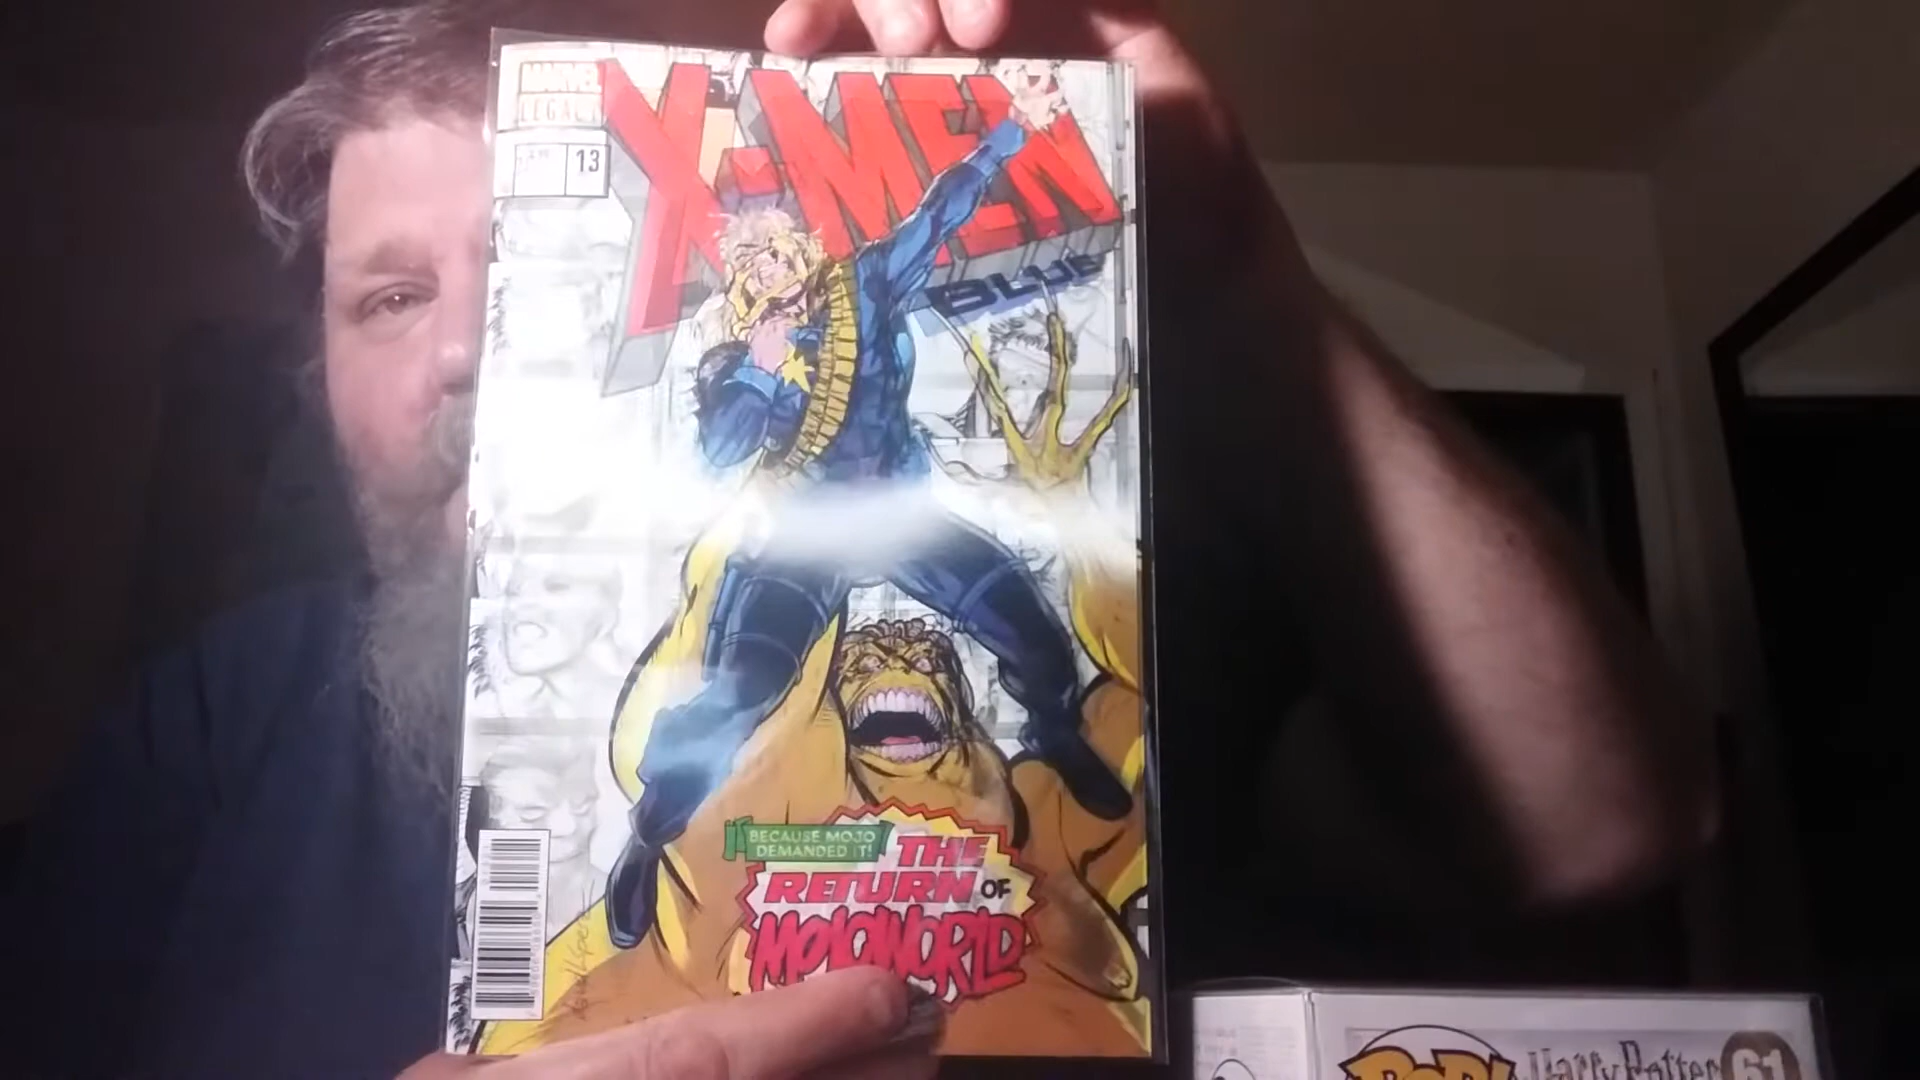 MARVEL
LEGACY
13
X-MEN
BLUE
BECAUSE MOJO
DEMANDED IT!
THE
RETURN OF
MOJOWORLD
POP!
Harry Potter
61